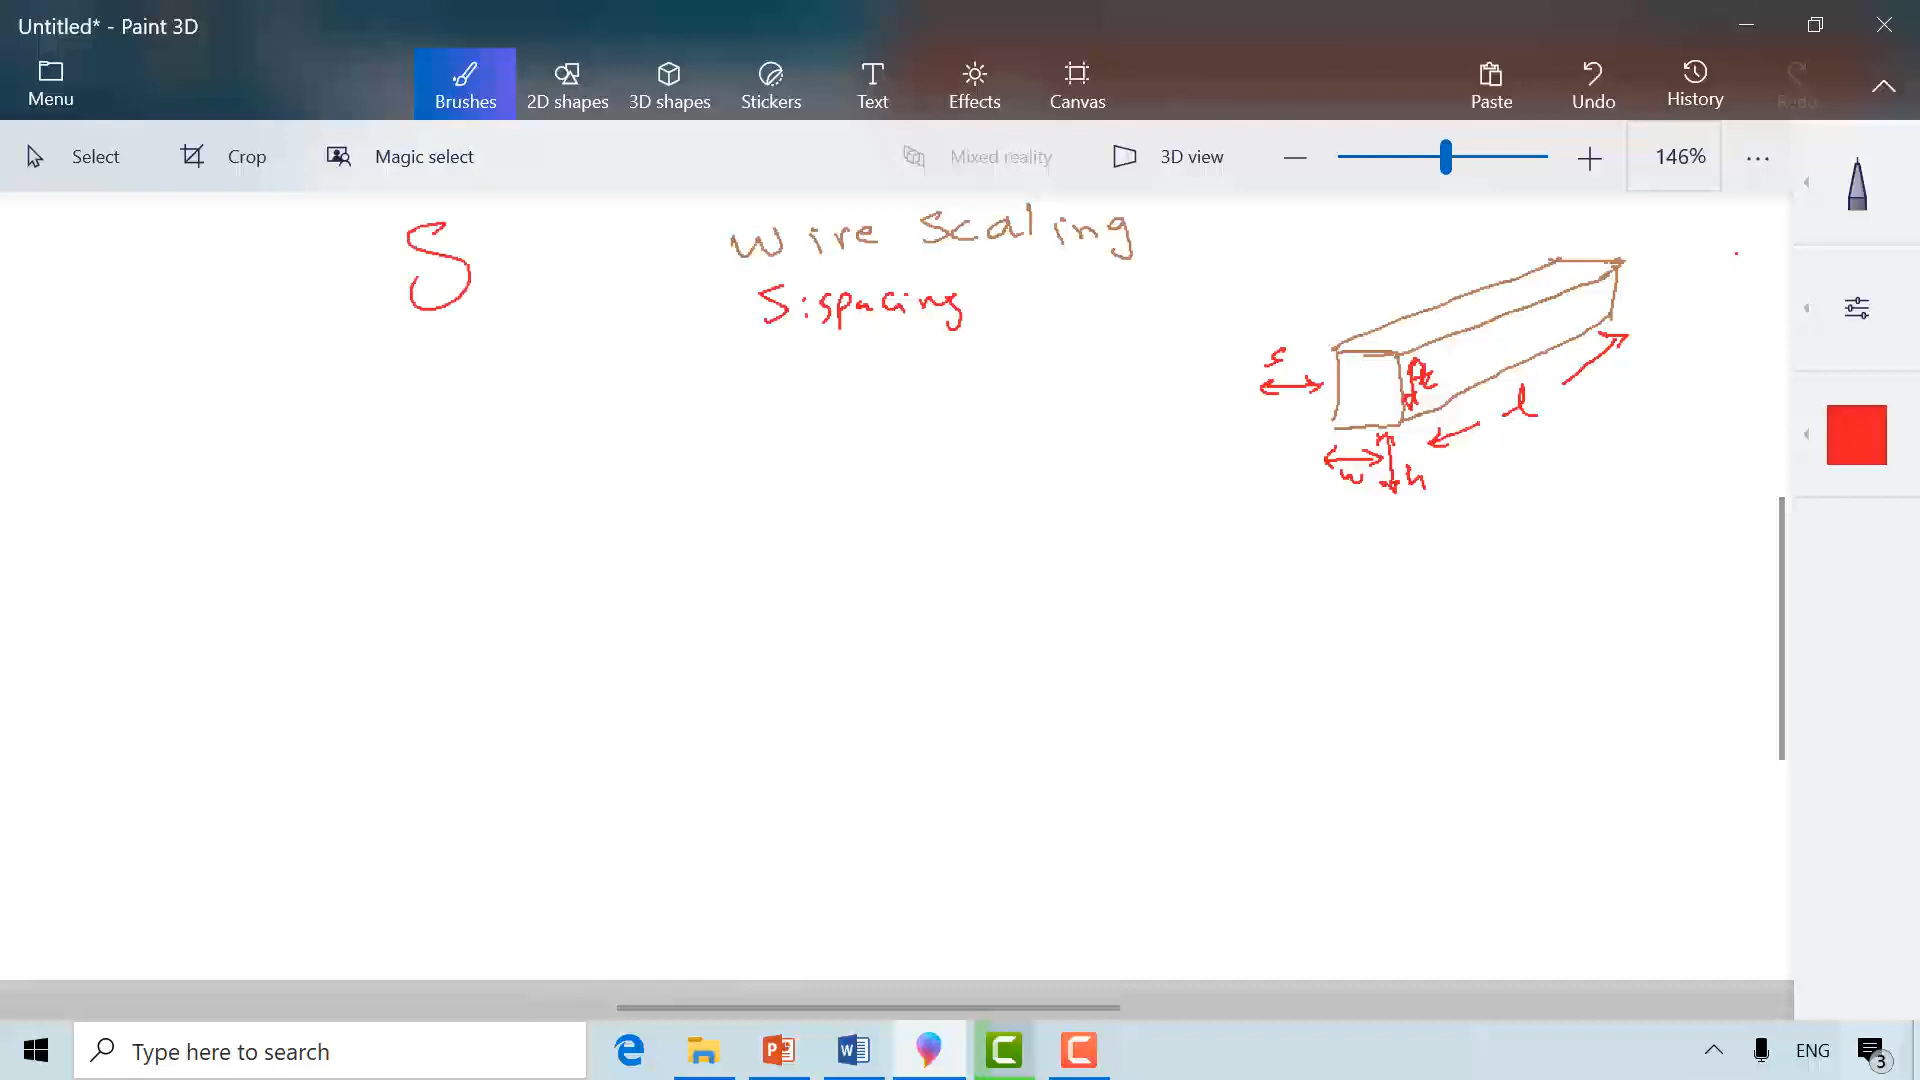 Untitled* - Paint 3D
Menu
Brushes
2D shapes
3D shapes
Stickers
Text
Effects
Canvas
Paste
Undo
History
Redo
Select
Crop
Magic select
Mixed reality
3D view
146%
S
wire scaling
S:spacing
s
t
l
w
h
Type here to search
ENG
3